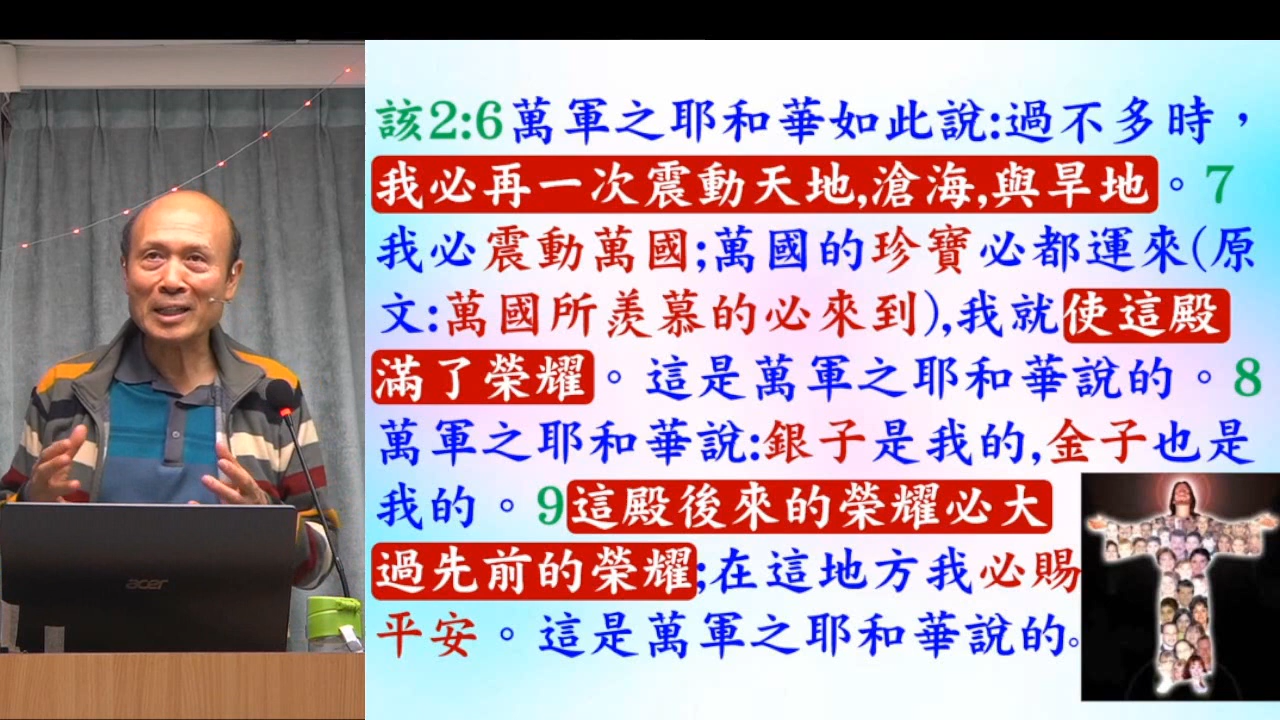 acer
該2:6萬軍之耶和華如此說:過不多時，
我必再一次震動天地,滄海,與旱地。7
我必震動萬國;萬國的珍寶必都運來(原
文:萬國所羨慕的必來到),我就使這殿
滿了榮耀。這是萬軍之耶和華說的。8
萬軍之耶和華說:銀子是我的,金子也是
我的。9這殿後來的榮耀必大
過先前的榮耀;在這地方我必賜
平安。這是萬軍之耶和華說的。